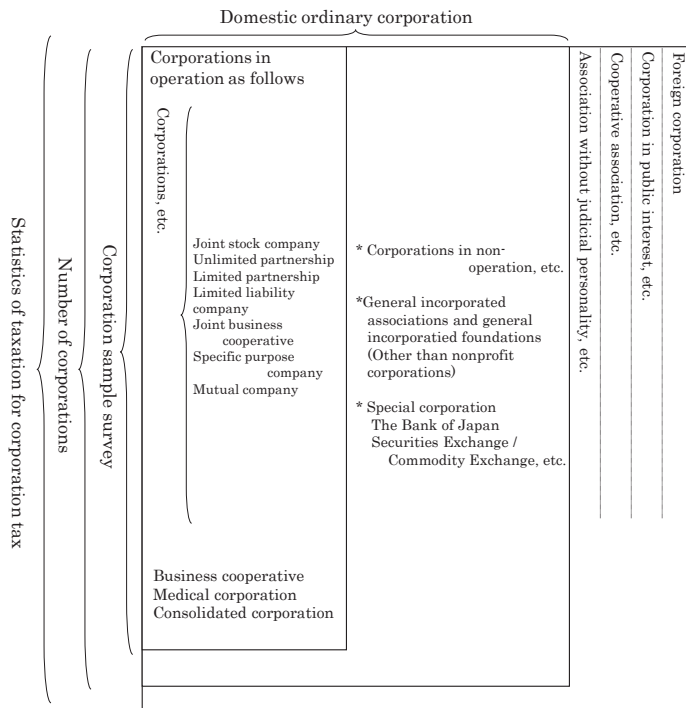 Domestic ordinary corporation
Statistics of taxation for corporation tax
Number of corporations
Corporation sample survey
Corporations in
operation as follows
Corporations, etc.
Joint stock company
Unlimited partnership
Limited partnership
Limited liability
company
Joint business
cooperative
Specific purpose
company
Mutual company
Business cooperative
Medical corporation
Consolidated corporation
* Corporations in non-
operation, etc.
*General incorporated
associations and general
incorporatied foundations
(Other than nonprofit
corporations)
* Special corporation
The Bank of Japan
Securities Exchange /
Commodity Exchange, etc.
Association without judicial personality, etc.
Cooperative association, etc.
Corporation in public interest, etc.
Foreign corporation